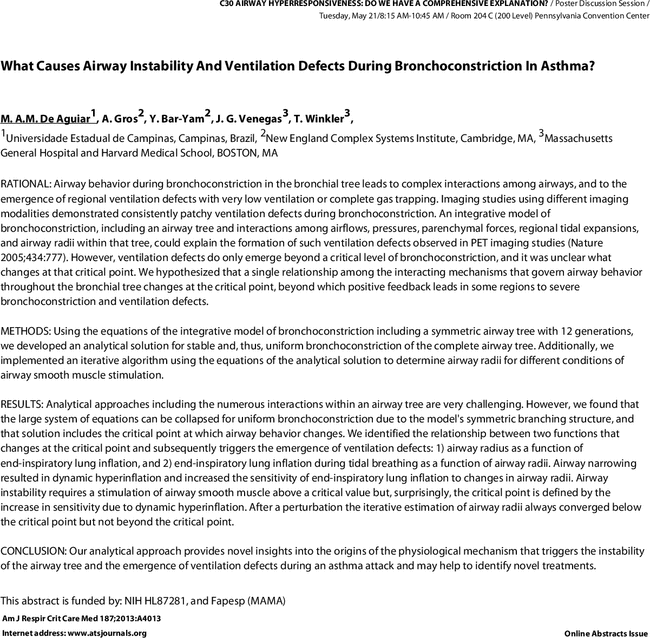 C30 AIRWAY HYPERRESPONSIVENESS: DO WE HAVE A COMPREHENSIVE EXPLANATION? / Poster Discussion Session /
Tuesday, May 21/8:15 AM-10:45 AM / Room 204 C (200 Level) Pennsylvania Convention Center
What Causes Airway Instability And Ventilation Defects During Bronchoconstriction In Asthma?
M. A.M. De Aguiar1, A. Gros2, Y. Bar-Yam2, J. G. Venegas3, T. Winkler3,
1Universidade Estadual de Campinas, Campinas, Brazil, 2New England Complex Systems Institute, Cambridge, MA, 3Massachusetts
General Hospital and Harvard Medical School, BOSTON, MA
RATIONAL: Airway behavior during bronchoconstriction in the bronchial tree leads to complex interactions among airways, and to the
emergence of regional ventilation defects with very low ventilation or complete gas trapping. Imaging studies using different imaging
modalities demonstrated consistently patchy ventilation defects during bronchoconstriction. An integrative model of
bronchoconstriction, including an airway tree and interactions among airflows, pressures, parenchymal forces, regional tidal expansions,
and airway radii within that tree, could explain the formation of such ventilation defects observed in PET imaging studies (Nature
2005;434:777). However, ventilation defects do only emerge beyond a critical level of bronchoconstriction, and it was unclear what
changes at that critical point. We hypothesized that a single relationship among the interacting mechanisms that govern airway behavior
throughout the bronchial tree changes at the critical point, beyond which positive feedback leads in some regions to severe
bronchoconstriction and ventilation defects.
METHODS: Using the equations of the integrative model of bronchoconstriction including a symmetric airway tree with 12 generations,
we developed an analytical solution for stable and, thus, uniform bronchoconstriction of the complete airway tree. Additionally, we
implemented an iterative algorithm using the equations of the analytical solution to determine airway radii for different conditions of
airway smooth muscle stimulation.
RESULTS: Analytical approaches including the numerous interactions within an airway tree are very challenging. However, we found that
the large system of equations can be collapsed for uniform bronchoconstriction due to the model's symmetric branching structure, and
that solution includes the critical point at which airway behavior changes. We identified the relationship between two functions that
changes at the critical point and subsequently triggers the emergence of ventilation defects: 1) airway radius as a function of
end-inspiratory lung inflation, and 2) end-inspiratory lung inflation during tidal breathing as a function of airway radii. Airway narrowing
resulted in dynamic hyperinflation and increased the sensitivity of end-inspiratory lung inflation to changes in airway radii. Airway
instability requires a stimulation of airway smooth muscle above a critical value but, surprisingly, the critical point is defined by the
increase in sensitivity due to dynamic hyperinflation. After a perturbation the iterative estimation of airway radii always converged below
the critical point but not beyond the critical point.
CONCLUSION: Our analytical approach provides novel insights into the origins of the physiological mechanism that triggers the instability
of the airway tree and the emergence of ventilation defects during an asthma attack and may help to identify novel treatments.
This abstract is funded by: NIH HL87281, and Fapesp (MAMA)
Am J Respir Crit Care Med 187;2013:A4013
Internet address: www.atsjournals.org Online Abstracts Issue